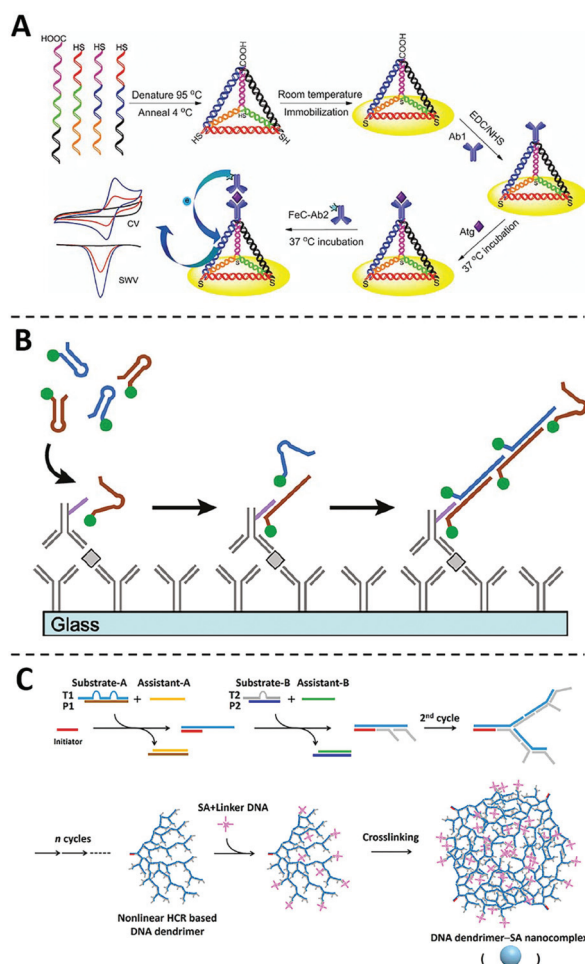 A
HOOC HS HS HS
Denature 95 °C
Anneal 4 °C
COOH
HS
HS
SH
Room temperature
Immobilization
COOH
S
S
S
EDC/NHS
Ab1
S
S
S
Atg
37 °C incubation
S
S
S
FeC-Ab2
37 °C incubation
e
S
S
S
CV
SWV
B
Glass
C
Substrate-A Assistant-A
T1
P1
+
Substrate-B Assistant-B
T2
P2
+
2nd cycle
Initiator
n cycles
SA+Linker DNA
Crosslinking
Nonlinear HCR based
DNA dendrimer
DNA dendrimer–SA nanocomplex
( )